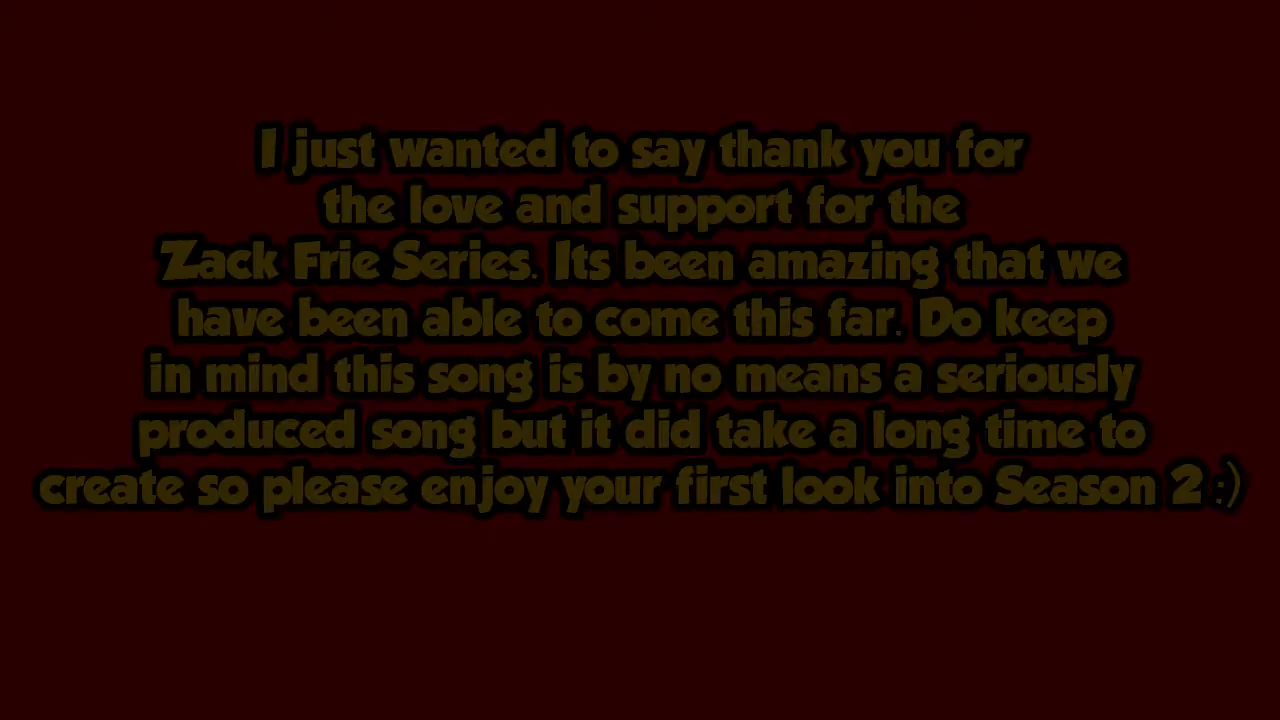 I just wanted to say thank you for
the love and support for the
Zack Frie Series. Its been amazing that we
have been able to come this far. Do keep
in mind this song is by no means a seriously
produced song but it did take a long time to
create so please enjoy your first look into Season 2 :)